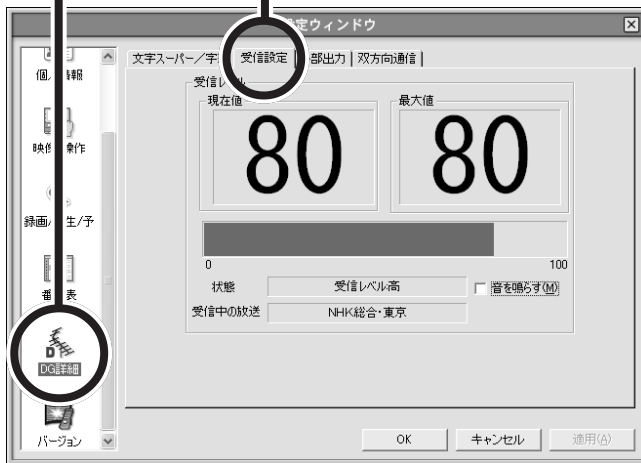 定ウィンドウ
文字スーパー／字 受信設定 部出力 双方向通信
個 情報
映像 操作
録画／ 生/予
番 表
DG詳細
バージョン
受信レベル
現在値
80
最大値
80
0 100
状態 受信レベル高 音を鳴らす(M)
受信中の放送 NHK総合・東京
OK キャンセル 適用(A)